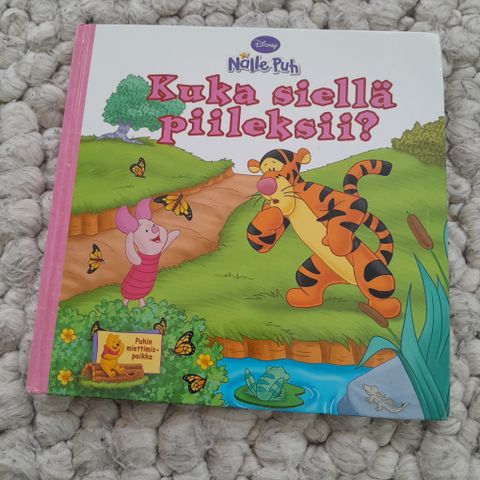 Disney
Nalle Puh
Kuka siellä
piileksii?
Puhin
miettimis-
paikka